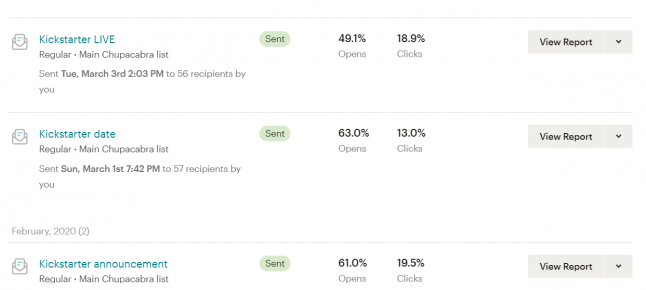 Kickstarter LIVE
Regular • Main Chupacabra list
Sent Tue, March 3rd 2:03 PM to 56 recipients by
you
Sent
49.1%
Opens
18.9%
Clicks
View Report
Kickstarter date
Regular • Main Chupacabra list
Sent Sun, March 1st 7:42 PM to 57 recipients by
you
Sent
63.0%
Opens
13.0%
Clicks
View Report
February, 2020 (2)
Kickstarter announcement
Regular • Main Chupacabra list
Sent
61.0%
Opens
19.5%
Clicks
View Report